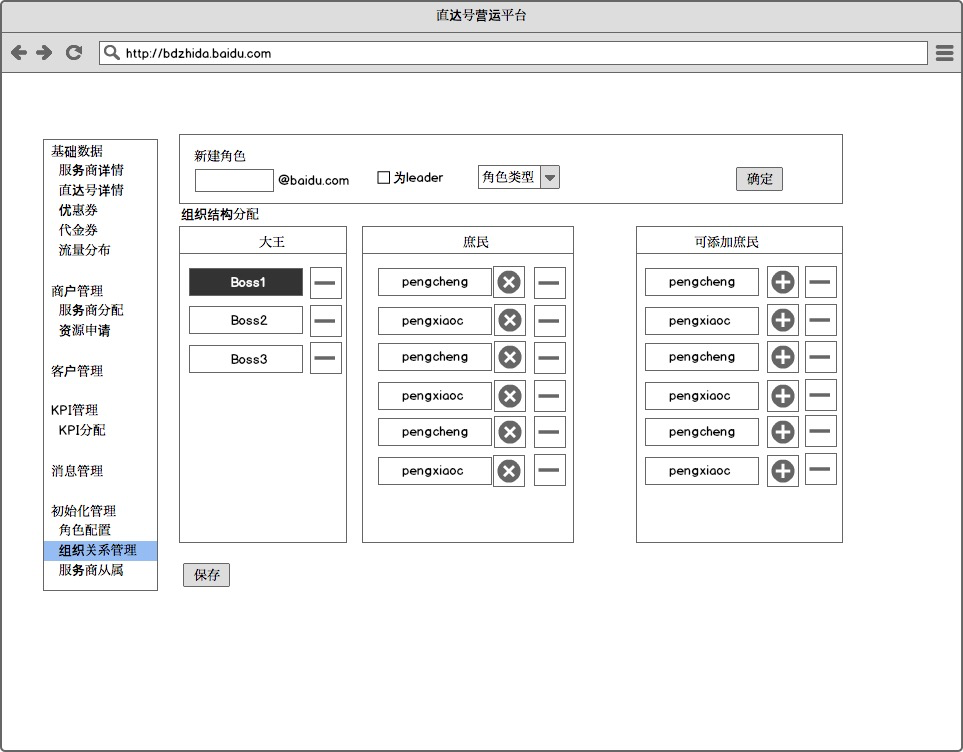 直达号营运平台
http://bdzhida.baidu.com
基础数据
服务商详情
直达号详情
优惠券
代金券
流量分布
商户管理
服务商分配
资源申请
客户管理
KPI管理
KPI分配
消息管理
初始化管理
角色配置
组织关系管理
服务商从属
新建角色
@baidu.com
为leader
角色类型
确定
组织结构分配
大王
Boss1
Boss2
Boss3
庶民
pengcheng
pengxiaoc
pengcheng
pengxiaoc
pengcheng
pengxiaoc
可添加庶民
pengcheng
pengxiaoc
pengcheng
pengxiaoc
pengcheng
pengxiaoc
保存